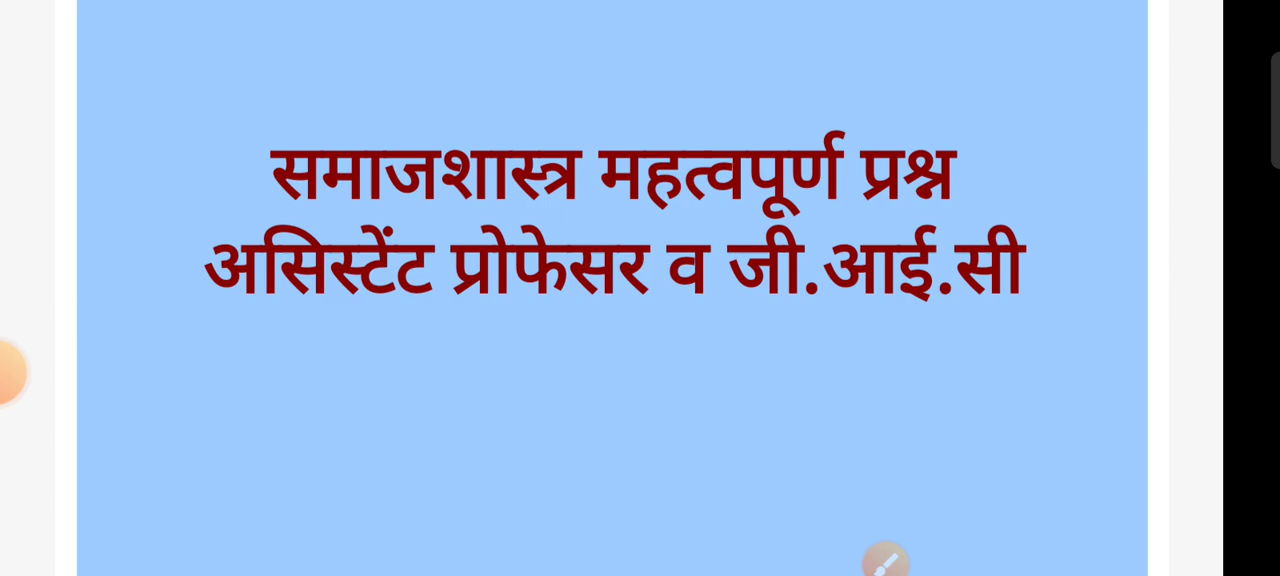 समाजशास्त्र महत्वपूर्ण प्रश्न
असिस्टेंट प्रोफेसर व जी.आई.सी